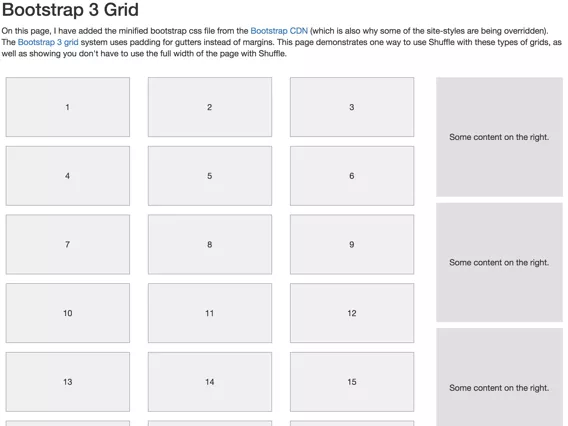 Bootstrap 3 Grid
On this page, I have added the minified bootstrap css file from the Bootstrap CDN (which is also why some of the site-styles are being overridden).
The Bootstrap 3 grid system uses padding for gutters instead of margins. This page demonstrates one way to use Shuffle with these types of grids, as
well as showing you don't have to use the full width of the page with Shuffle.
1
2
3
Some content on the right.
4
5
6
7
8
9
Some content on the right.
10
11
12
13
14
15
Some content on the right.